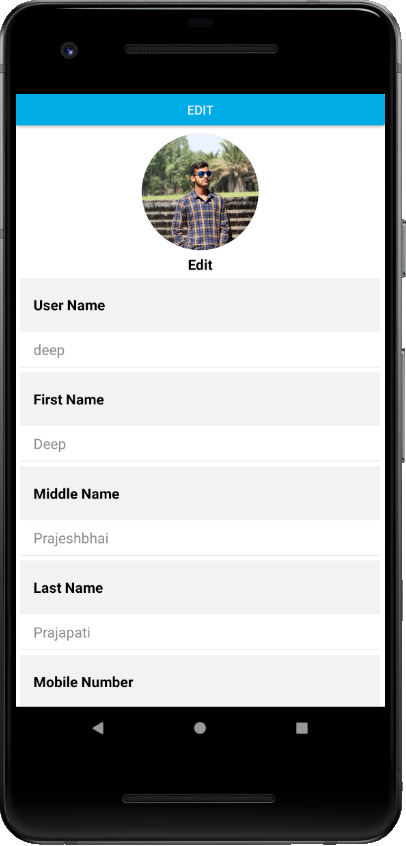 EDIT
Edit
User Name
deep
First Name
Deep
Middle Name
Prajeshbhai
Last Name
Prajapati
Mobile Number